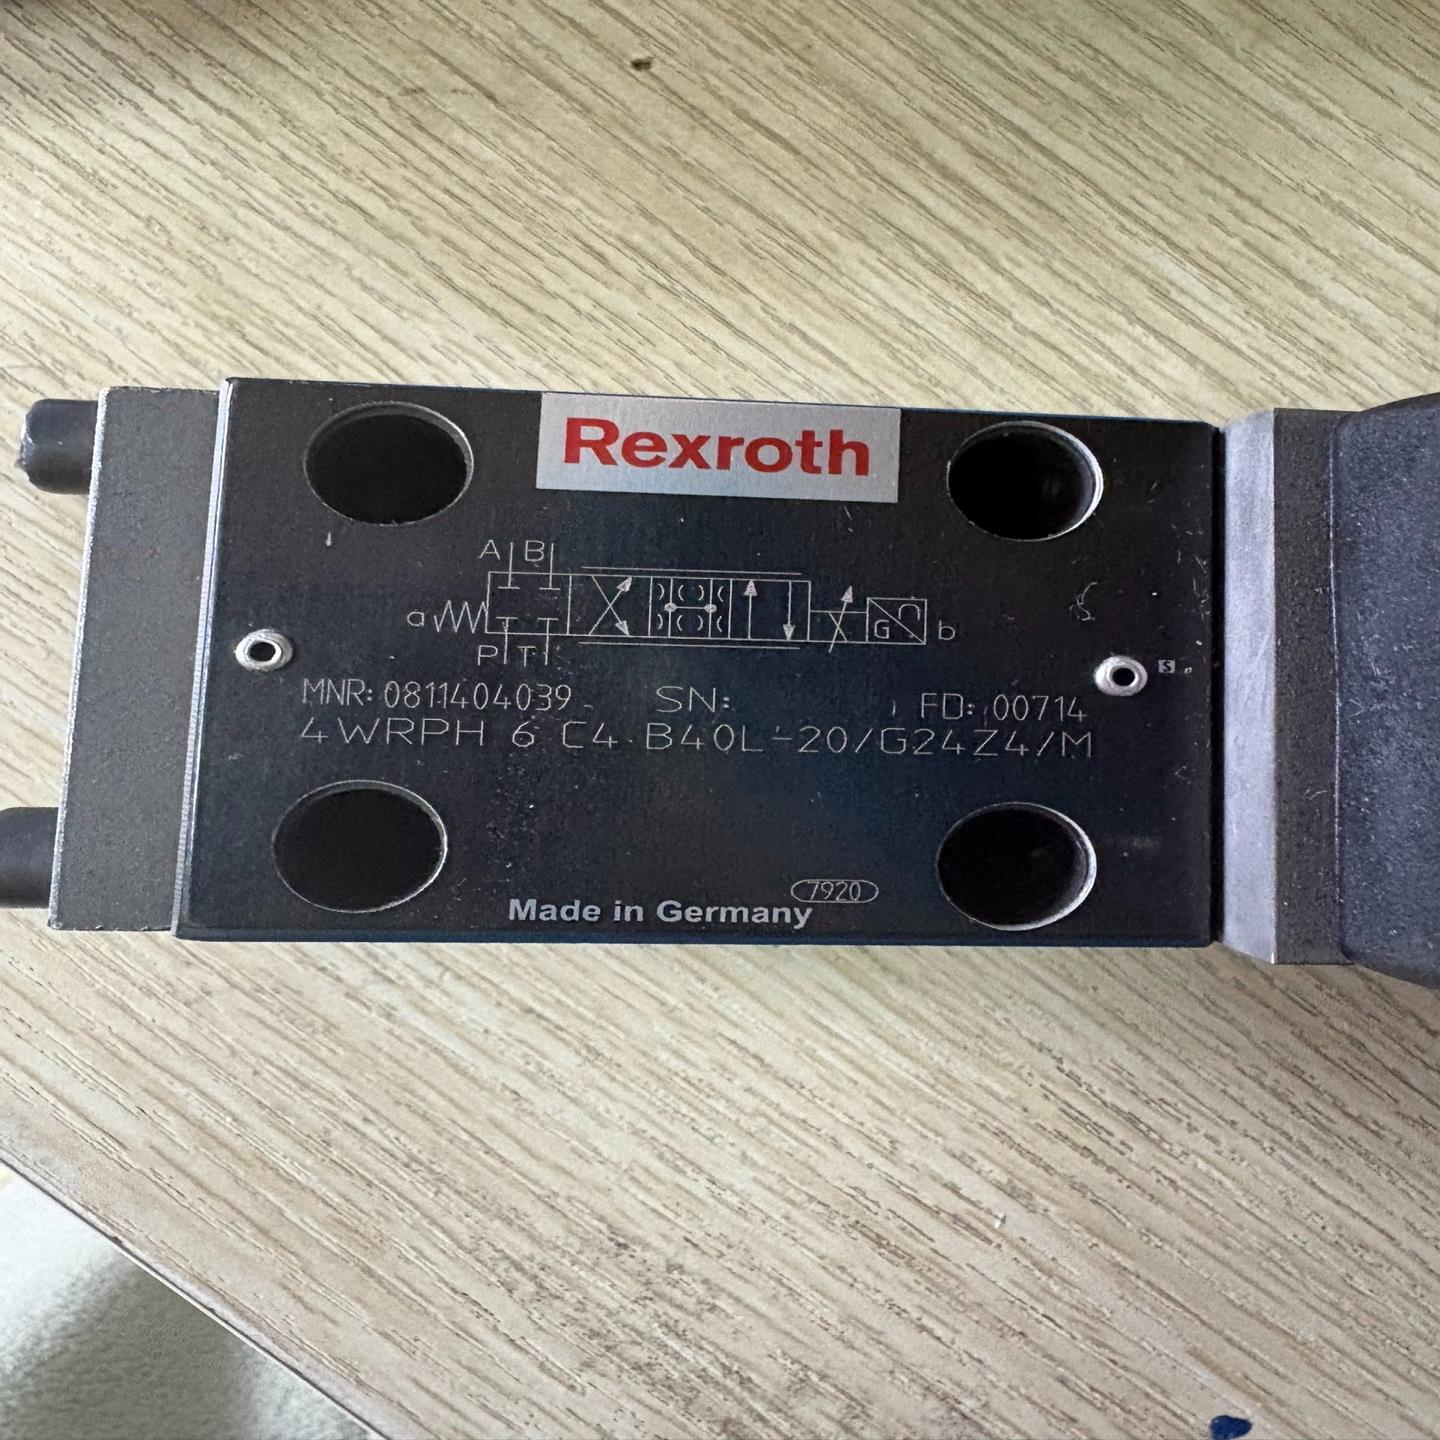 Rexroth
A B
a G b
P T
MNR: 0811404039 SN: FD: 00714
4WRPH 6 C4 B40L-20/G24Z4/M
7920
Made in Germany